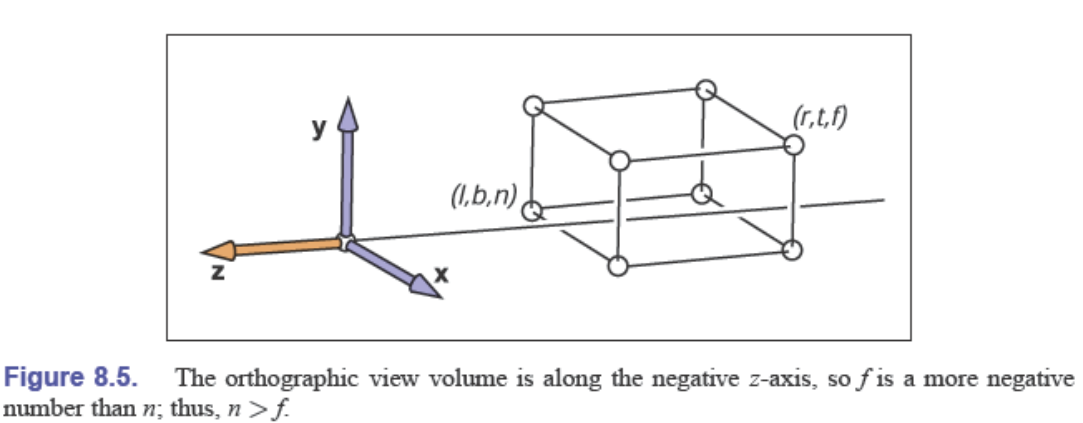 y
(r,t,f)
(l,b,n)
z
x
Figure 8.5. The orthographic view volume is along the negative z-axis, so f is a more negative
number than n; thus, n > f.